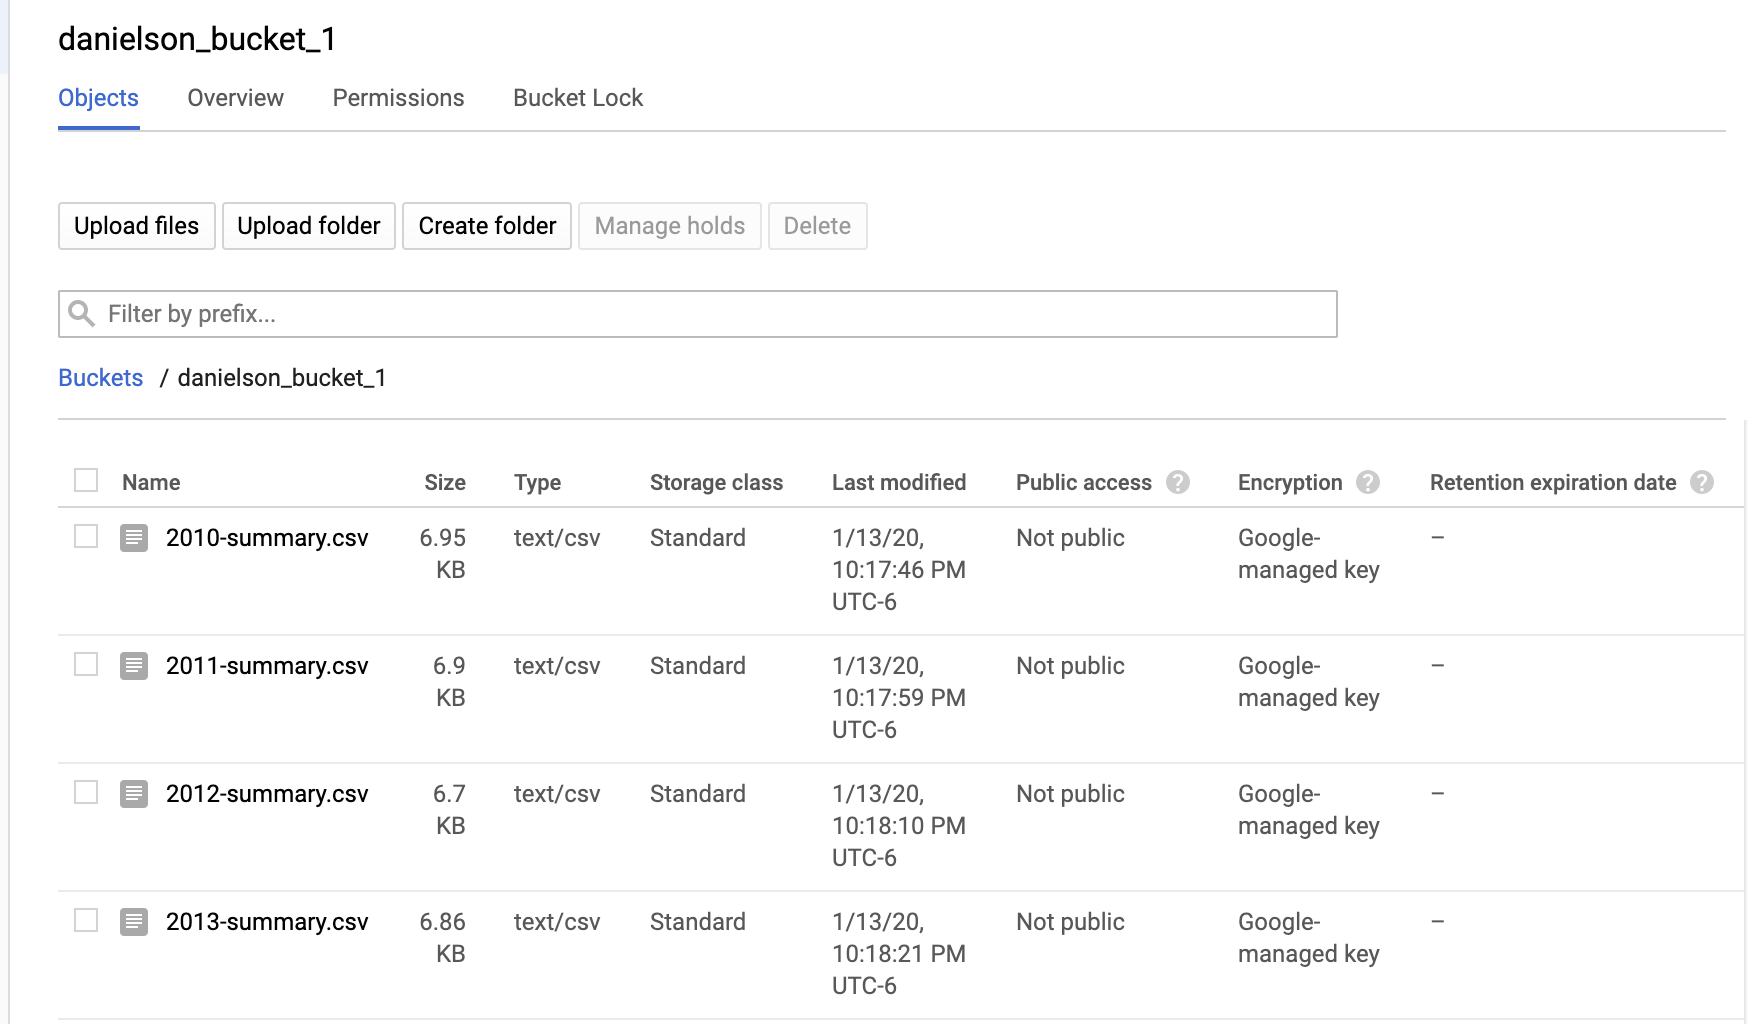 danielson_bucket_1
Objects Overview Permissions Bucket Lock
Upload files Upload folder Create folder Manage holds Delete
Filter by prefix...
Buckets / danielson_bucket_1
Name Size Type Storage class Last modified Public access ? Encryption ? Retention expiration date ?
2010-summary.csv 6.95 text/csv Standard 1/13/20, Not public Google- –
KB 10:17:46 PM managed key
UTC-6
2011-summary.csv 6.9 text/csv Standard 1/13/20, Not public Google- –
KB 10:17:59 PM managed key
UTC-6
2012-summary.csv 6.7 text/csv Standard 1/13/20, Not public Google- –
KB 10:18:10 PM managed key
UTC-6
2013-summary.csv 6.86 text/csv Standard 1/13/20, Not public Google- –
KB 10:18:21 PM managed key
UTC-6